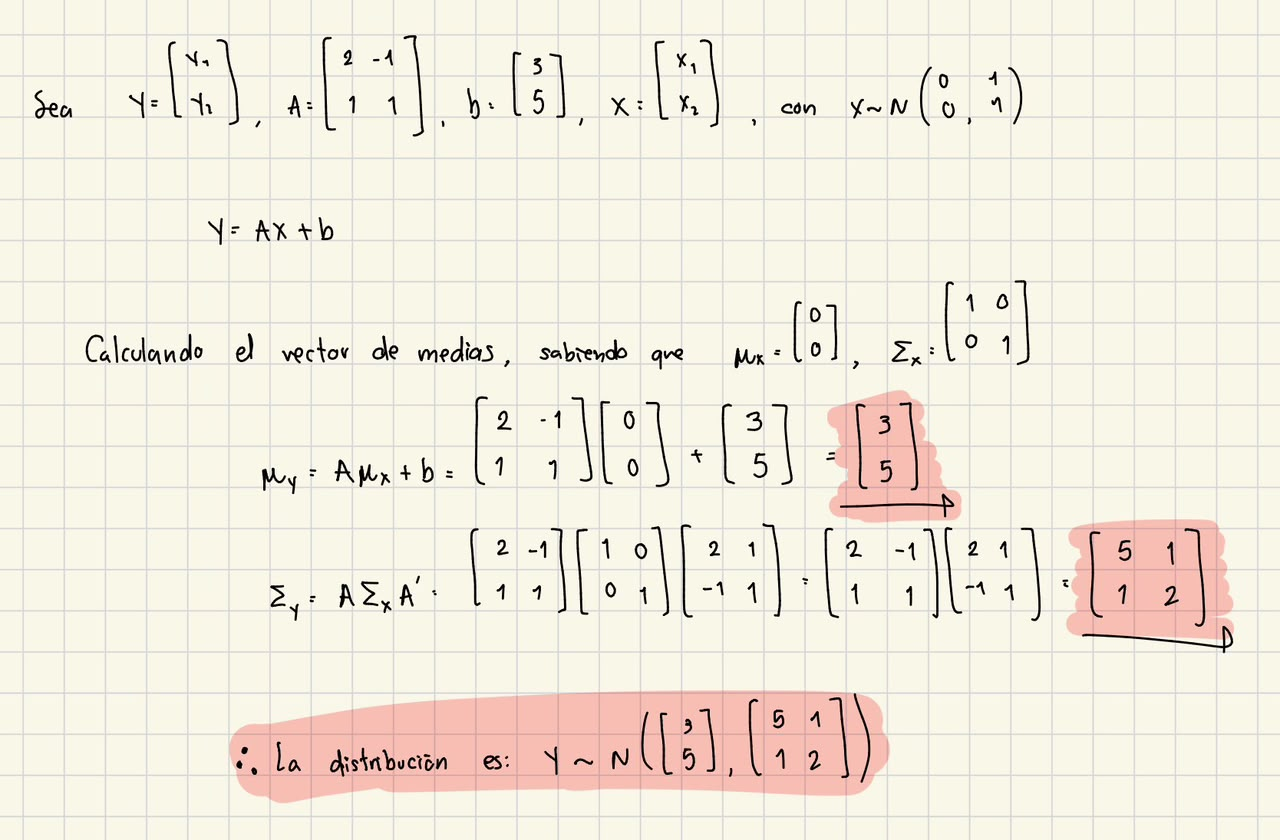 Sea Y = [Y₁; Y₂], A = [2 -1; 1 1], b = [3; 5], X = [X₁; X₂], con X ~ N(0 0, 1 1)
Y = AX + b
Calculando el vector de medias, sabiendo que μₓ = [0; 0], Σₓ = [1 0; 0 1]
μ_Y = Aμₓ + b = [2 -1; 1 1][0; 0] + [3; 5] = [3; 5]
Σ_Y = AΣₓA' = [2 -1; 1 1][1 0; 0 1][2 1; -1 1] = [2 -1; 1 1][2 1; -1 1] = [5 1; 1 2]
∴ La distribución es: Y ~ N([3; 5], [5 1; 1 2])